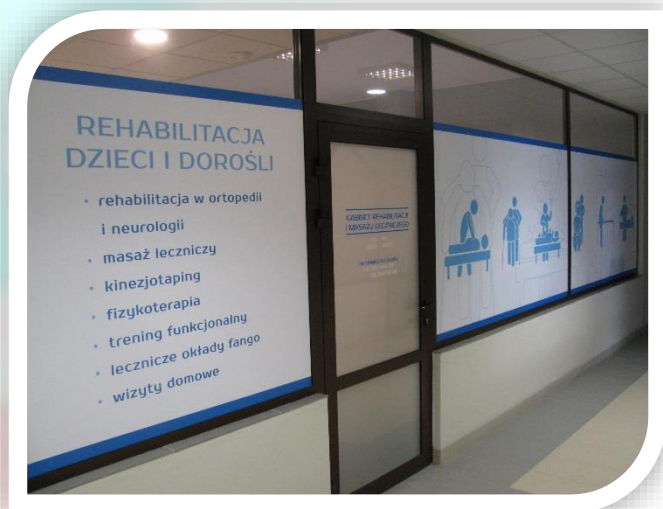 REHABILITACJA
DZIECI I DOROŚLI
• rehabilitacja w ortopedii
i neurologii
• masaż leczniczy
• kinezjotaping
• fizykoterapia
• trening funkcjonalny
• lecznicze okłady fango
• wizyty domowe
GABINET REHABILITACJI
I MASAŻU LECZNICZEGO